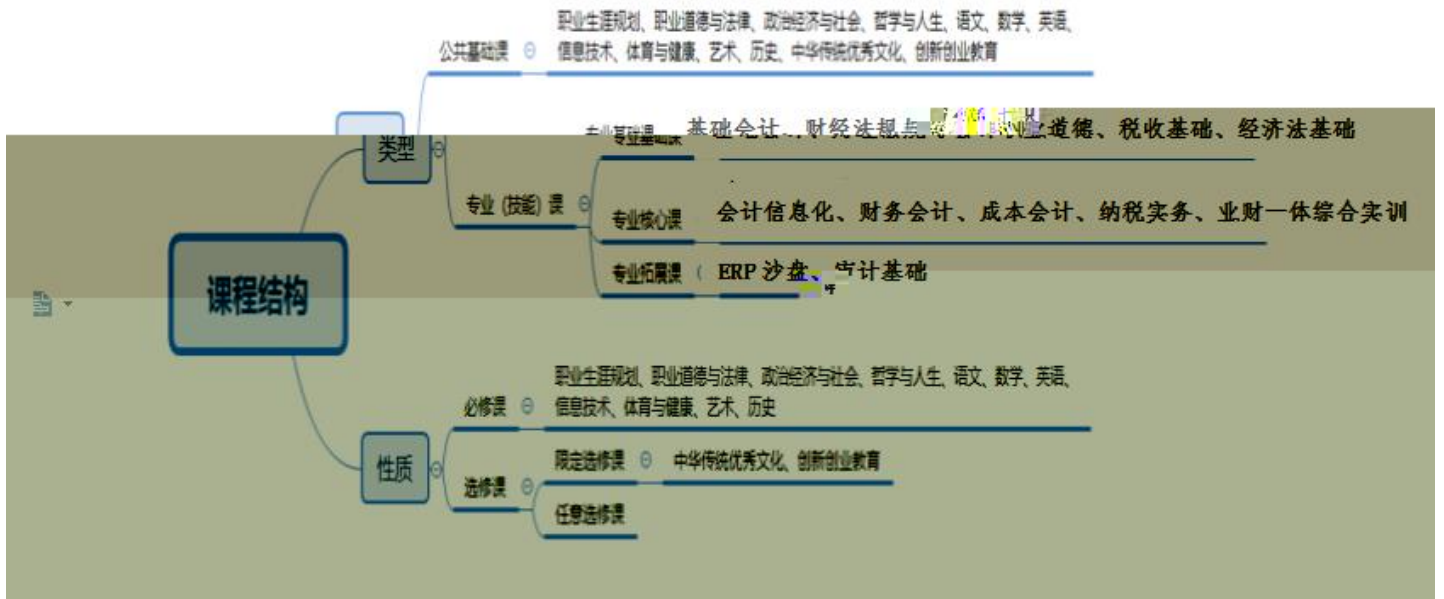 职业生涯规划、职业道德与法律、政治经济与社会、哲学与人生、语文、数学、英语、
公共基础课
信息技术、体育与健康、艺术、历史、中华传统优秀文化、创新创业教育
类型
专业基础课
基础会计、财经法规与 道德、税收基础、经济法基础
专业（技能）课
专业核心课
会计信息化、财务会计、成本会计、纳税实务、业财一体综合实训
专业拓展课
ERP 沙盘、审计基础
课程结构
职业生涯规划、职业道德与法律、政治经济与社会、哲学与人生、语文、数学、英语、
必修课
信息技术、体育与健康、艺术、历史
性质
限定选修课
中华传统优秀文化、创新创业教育
选修课
任意选修课